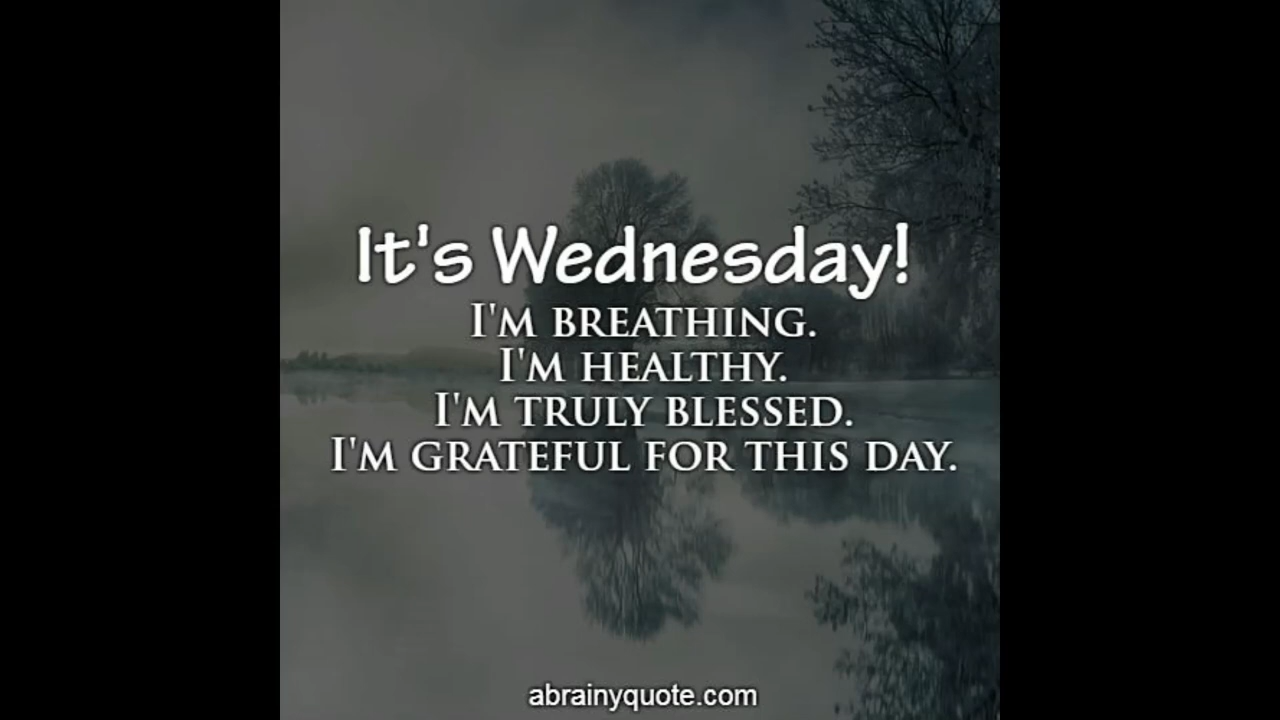 It's Wednesday!
I'M BREATHING.
I'M HEALTHY.
I'M TRULY BLESSED.
I'M GRATEFUL FOR THIS DAY.
abrainyquote.com